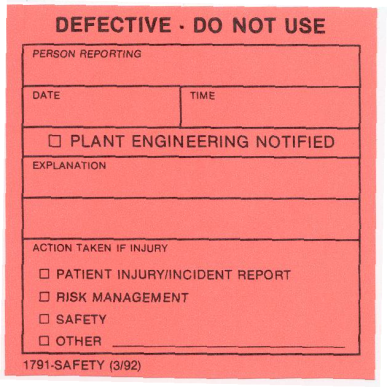 DEFECTIVE - DO NOT USE
PERSON REPORTING
DATE TIME
☐ PLANT ENGINEERING NOTIFIED
EXPLANATION
ACTION TAKEN IF INJURY
☐ PATIENT INJURY/INCIDENT REPORT
☐ RISK MANAGEMENT
☐ SAFETY
☐ OTHER
1791-SAFETY (3/92)